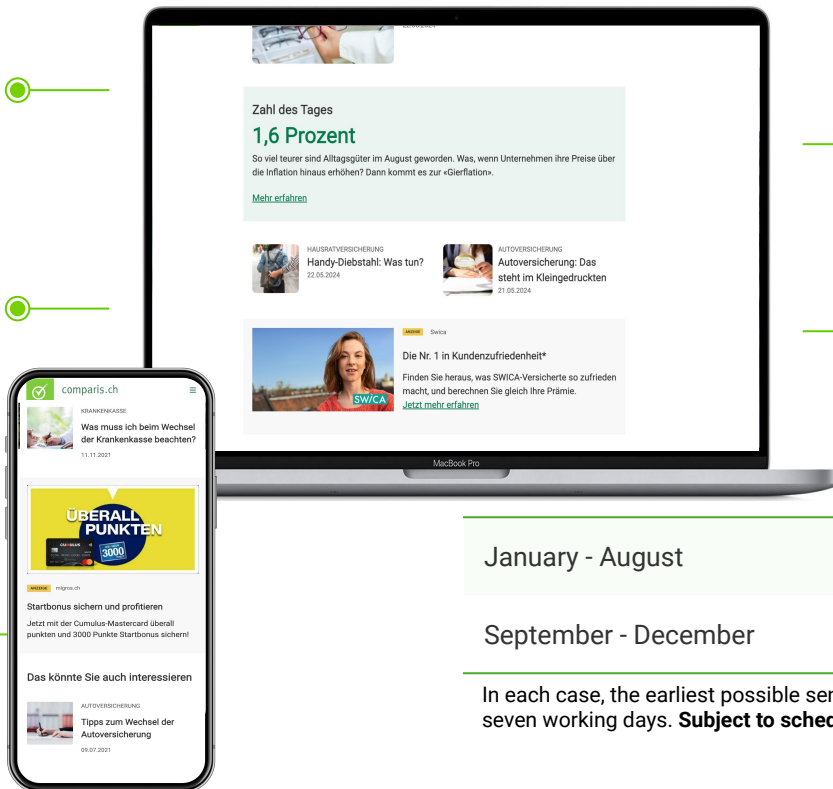 Zahl des Tages
1,6 Prozent
So viel teurer sind Alltagsgüter im August geworden. Was, wenn Unternehmen ihre Preise über
die Inflation hinaus erhöhen? Dann kommt es zur «Gierflation».
Mehr erfahren
HAUSRATVERSICHERUNG
Handy-Diebstahl: Was tun?
22.05.2024
AUTOVERSICHERUNG
Autoversicherung: Das
steht im Kleingedruckten
21.05.2024
SWICA
ANZEIGE Swica
Die Nr. 1 in Kundenzufriedenheit*
Finden Sie heraus, was SWICA-Versicherte so zufrieden
macht, und berechnen Sie gleich Ihre Prämie.
Jetzt mehr erfahren
MacBook Pro
comparis.ch
KRANKENKASSE
Was muss ich beim Wechsel
der Krankenkasse beachten?
11.11.2021
ÜBERALL
PUNKTEN
CUMULUS
3000
ANZEIGE migros.ch
Startbonus sichern und profitieren
Jetzt mit der Cumulus-Mastercard überall
punkten und 3000 Punkte Startbonus sichern!
Das könnte Sie auch interessieren
AUTOVERSICHERUNG
Tipps zum Wechsel der
Autoversicherung
09.07.2021
January - August
September - December
In each case, the earliest possible
seven working days. Subject to